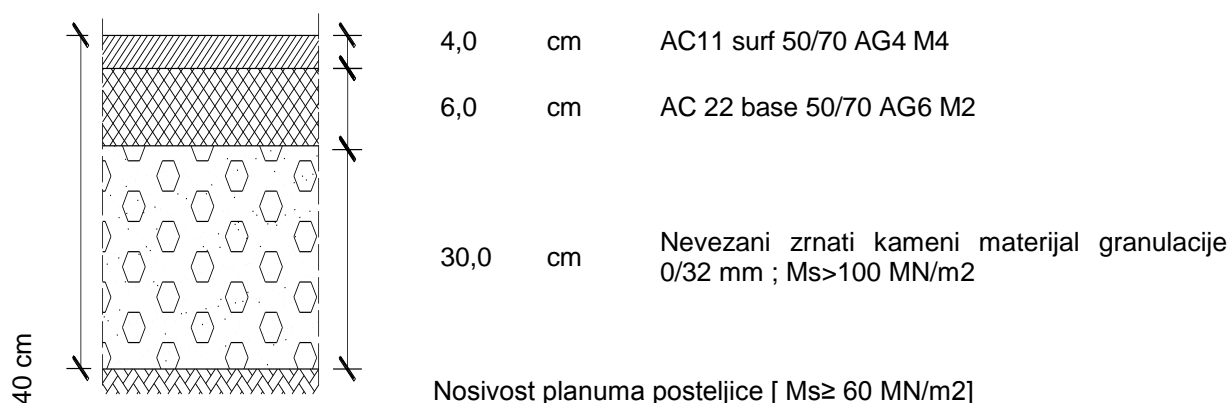 4,0 cm AC11 surf 50/70 AG4 M4
6,0 cm AC 22 base 50/70 AG6 M2
30,0 cm Nevezani zrnati kameni materijal granulacije
0/32 mm ; Ms>100 MN/m2
40 cm
Nosivost planuma posteljice [ Ms≥ 60 MN/m2]